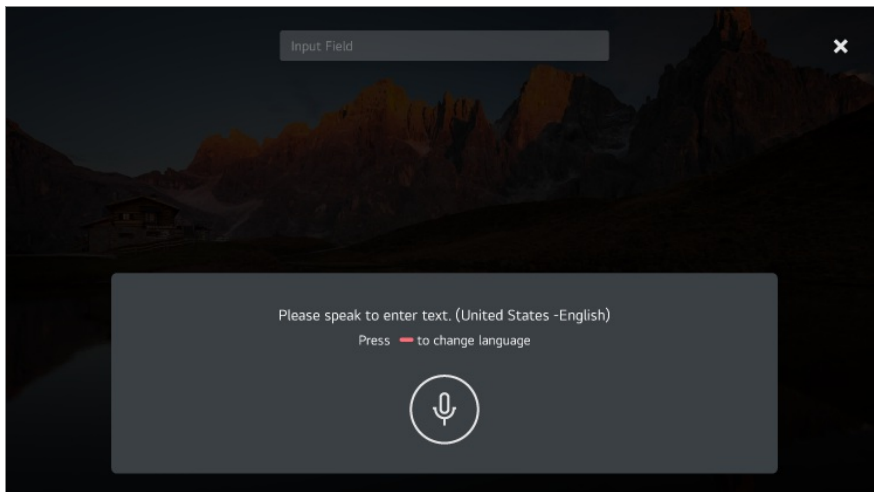 Input Field
Please speak to enter text. (United States -English)
Press to change language